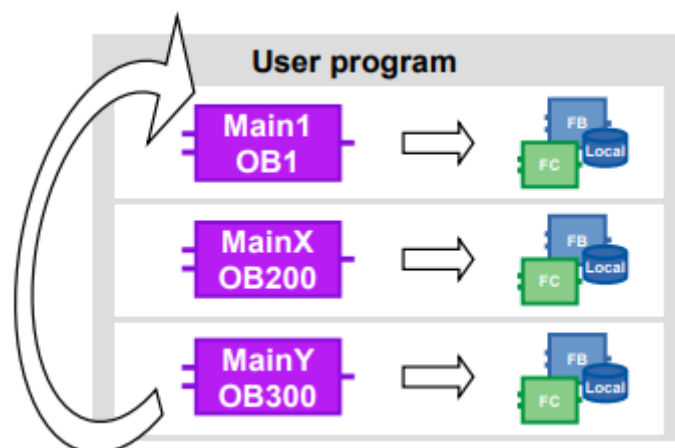 User program
Main1
OB1
FB
FC
Local
MainX
OB200
FB
FC
Local
MainY
OB300
FB
FC
Local